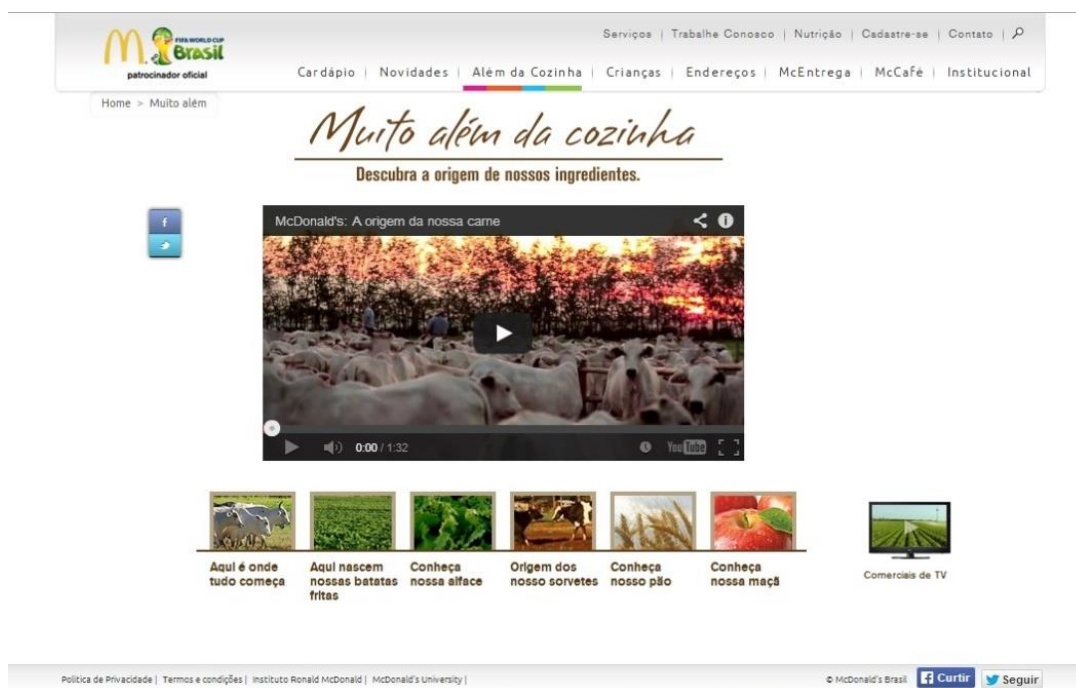 FIFA WORLD CUP
Brasil
patrocinador oficial
Serviços | Trabalhe Conosco | Nutrição | Cadastre-se | Contato |
Cardápio | Novidades | Além da Cozinha | Crianças | Endereços | McEntrega | McCafé | Institucional
Home > Muito além
Muito além da cozinha
Descubra a origem de nossos ingredientes.
McDonald's: A origem da nossa carne
0:00 / 1:32
YouTube
Aqui é onde
tudo começa
Aqui nascem
nossas batatas
fritas
Conheça
nossa alface
Origem dos
nosso sorvetes
Conheça
nosso pão
Conheça
nossa maçã
Comerciais de TV
Política de Privacidade | Termos e condições | Instituto Ronald McDonald | McDonald's University |
© McDonald's Brasil
Curtir
Seguir